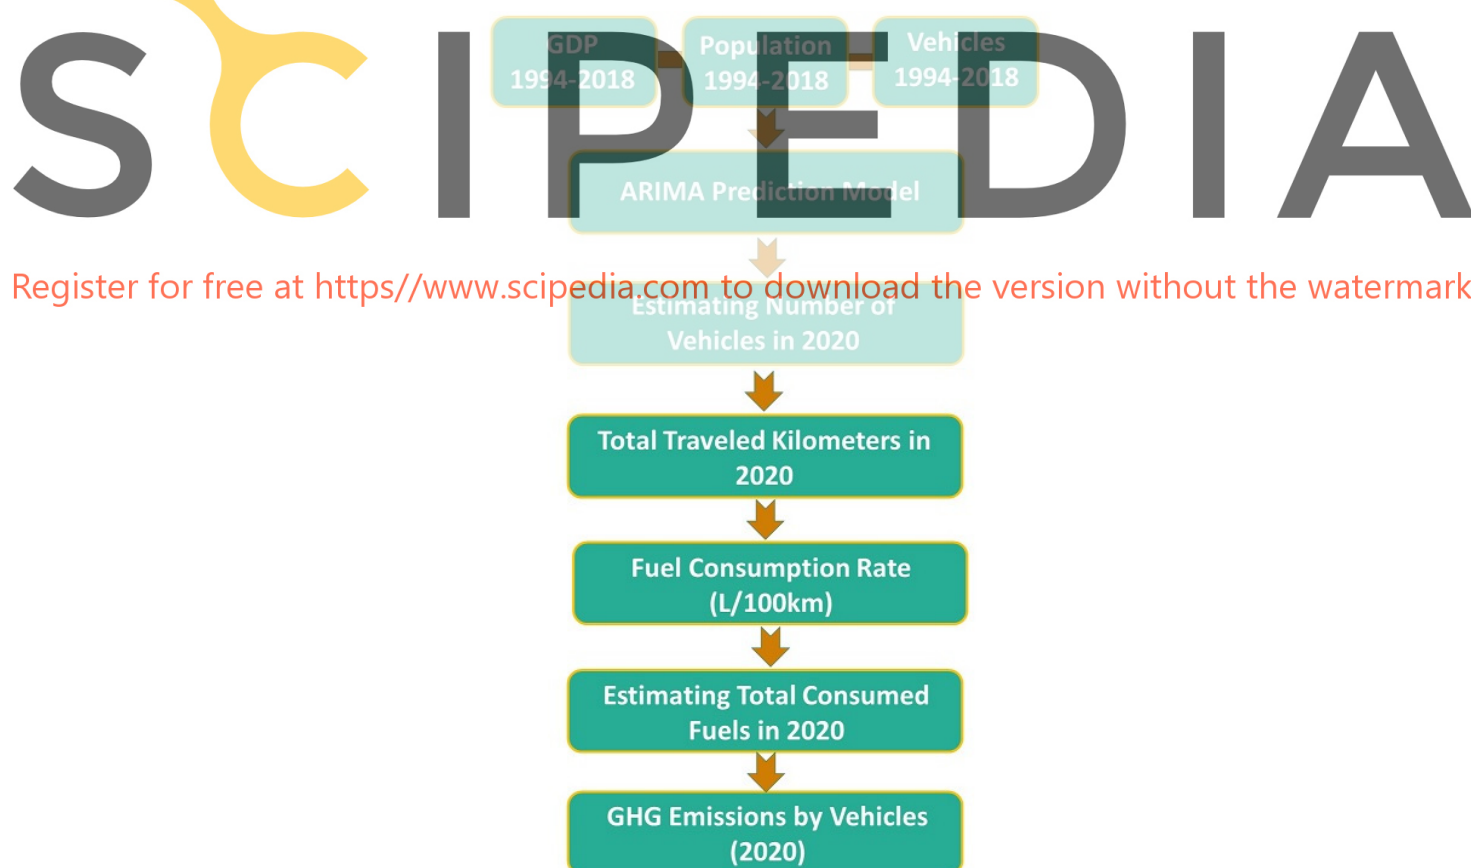 SCIPEDIA
GDP
1994-2018
Population
1994-2018
Vehicles
1994-2018
ARIMA Prediction Model
Register for free at https//www.scipedia.com to download the version without the watermark
Estimating Number of
Vehicles in 2020
Total Traveled Kilometers in
2020
Fuel Consumption Rate
(L/100km)
Estimating Total Consumed
Fuels in 2020
GHG Emissions by Vehicles
(2020)